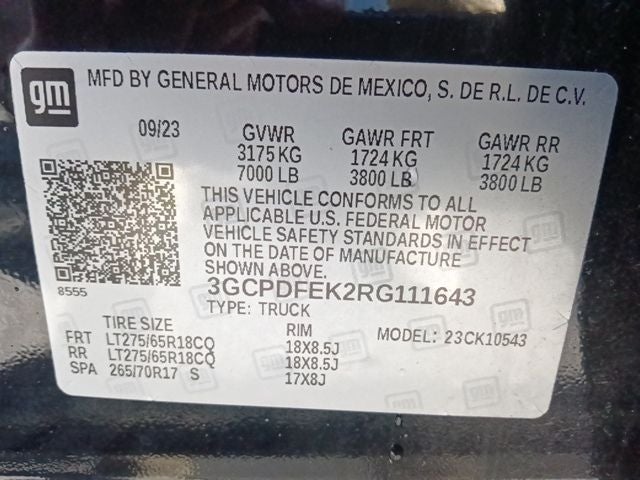 gm
MFD BY GENERAL MOTORS DE MEXICO, S. DE R.L. DE C.V.
09/23 GVWR GAWR FRT GAWR RR
3175 KG 1724 KG 1724 KG
7000 LB 3800 LB 3800 LB
THIS VEHICLE CONFORMS TO ALL
APPLICABLE U.S. FEDERAL MOTOR
VEHICLE SAFETY STANDARDS IN EFFECT
ON THE DATE OF MANUFACTURE
SHOWN ABOVE.
8555
3GCPDFEK2RG111643
TYPE: TRUCK
TIRE SIZE RIM MODEL: 23CK10543
FRT LT275/65R18CQ 18X8.5J
RR LT275/65R18CQ 18X8.5J
SPA 265/70R17 S 17X8J